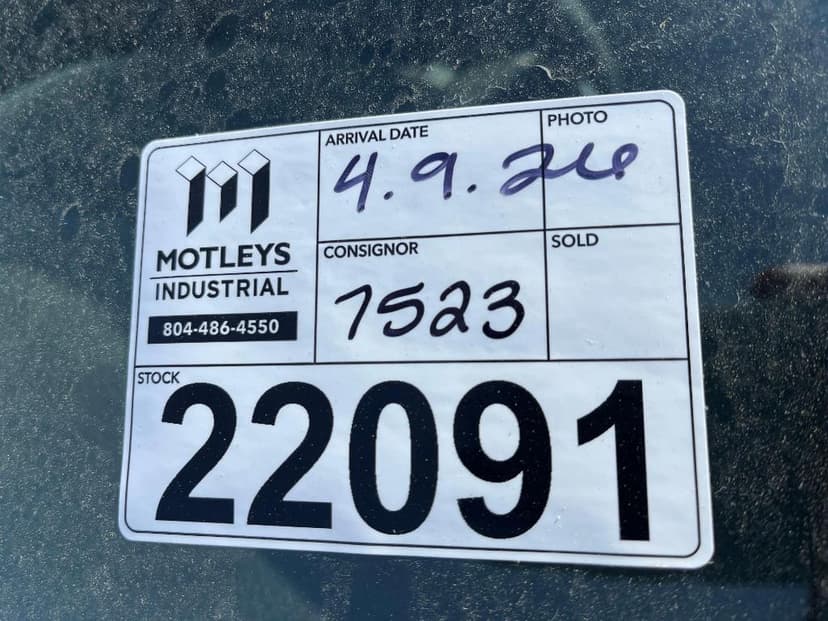 MOTLEYS
INDUSTRIAL
804-486-4550
ARRIVAL DATE
4.9.26
PHOTO
CONSIGNOR
7523
SOLD
STOCK
22091